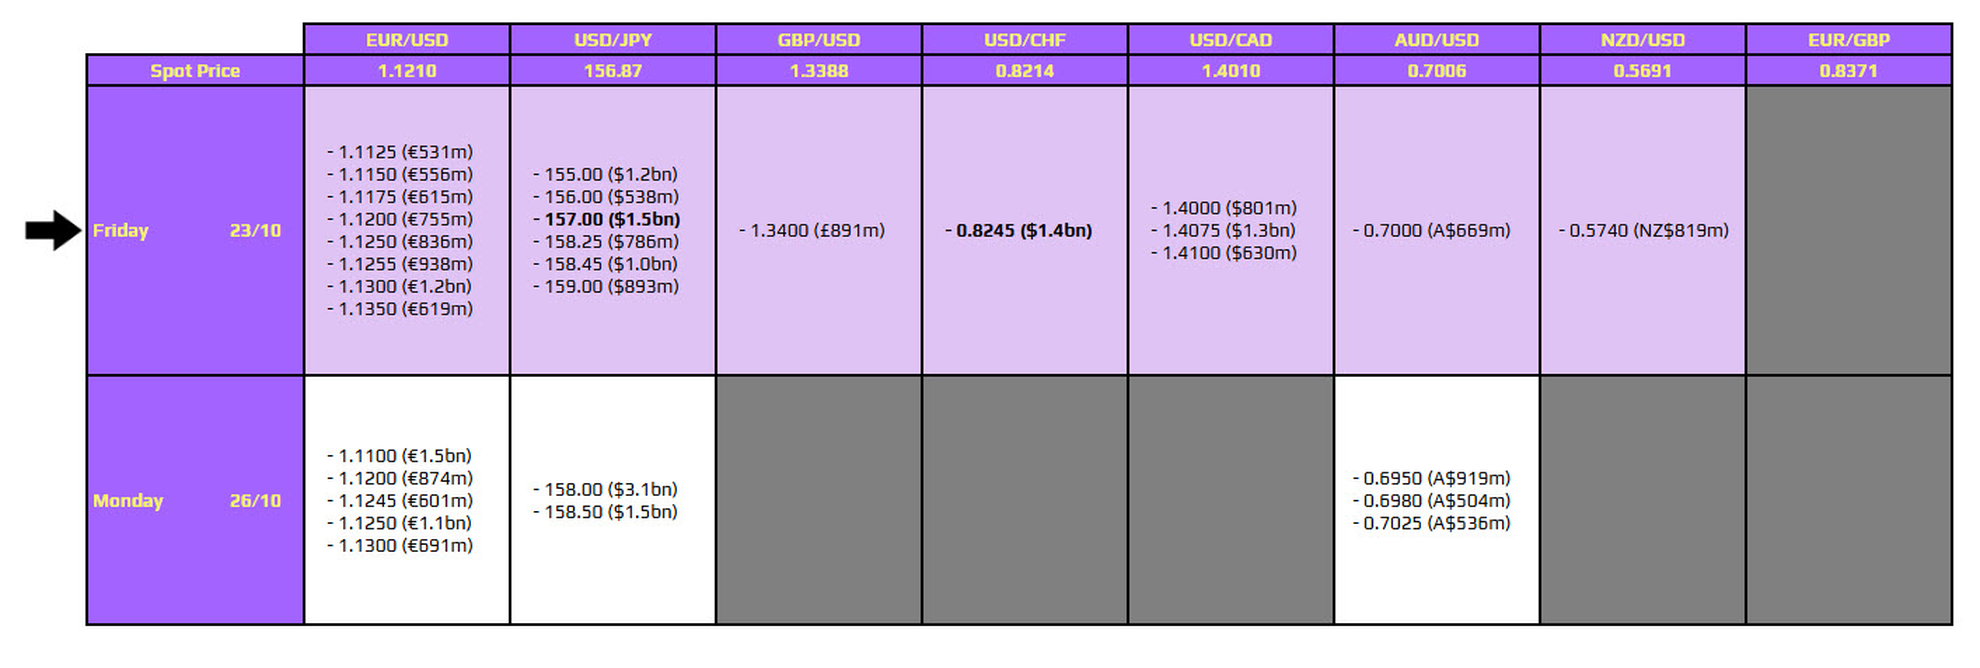 EUR/USD USD/JPY GBP/USD USD/CHF USD/CAD AUD/USD NZD/USD EUR/GBP
Spot Price 1.1210 156.87 1.3388 0.8214 1.4010 0.7006 0.5691 0.8371
Friday 23/10
- 1.1125 (€531m)
- 1.1150 (€556m)
- 1.1175 (€615m)
- 1.1200 (€755m)
- 1.1250 (€836m)
- 1.1255 (€938m)
- 1.1300 (€1.2bn)
- 1.1350 (€619m)
- 155.00 ($1.2bn)
- 156.00 ($538m)
- 157.00 ($1.5bn)
- 158.25 ($786m)
- 158.45 ($1.0bn)
- 159.00 ($893m)
- 1.3400 (£891m)
- 0.8245 ($1.4bn)
- 1.4000 ($801m)
- 1.4075 ($1.3bn)
- 1.4100 ($630m)
- 0.7000 (A$669m)
- 0.5740 (NZ$819m)
Monday 26/10
- 1.1100 (€1.5bn)
- 1.1200 (€874m)
- 1.1245 (€601m)
- 1.1250 (€1.1bn)
- 1.1300 (€691m)
- 158.00 ($3.1bn)
- 158.50 ($1.5bn)
- 0.6950 (A$919m)
- 0.6980 (A$504m)
- 0.7025 (A$536m)